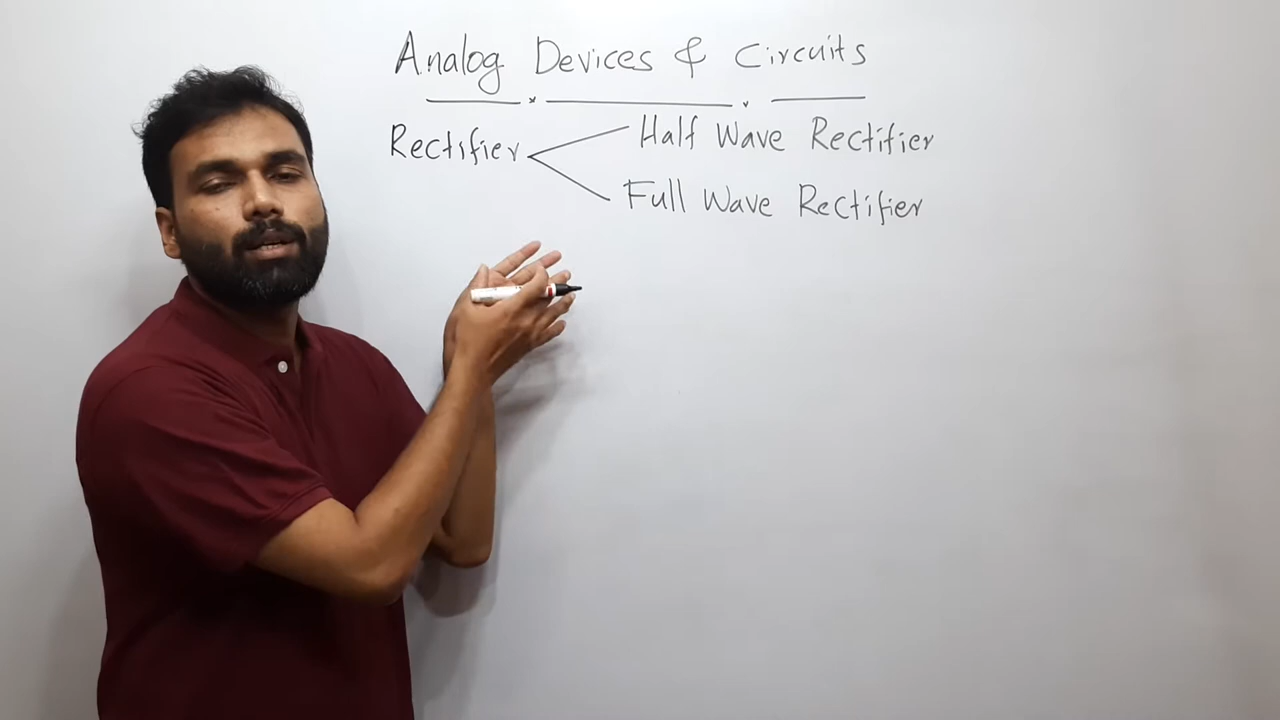 Analog Devices & Circuits
Rectifier
Half Wave Rectifier
Full Wave Rectifier